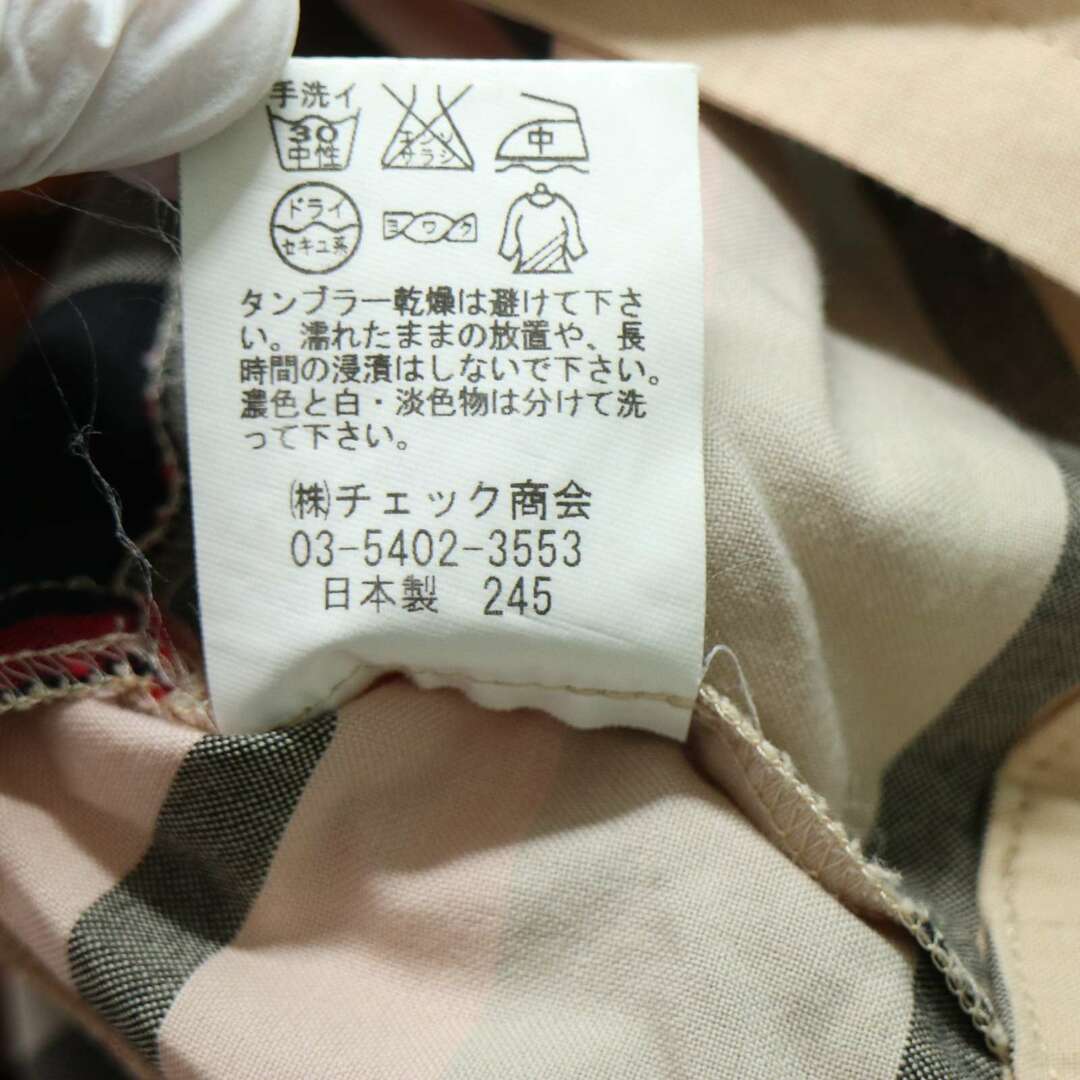 手洗イ
30
中性
エンソ
サラシ
中
ドライ
セキユ系
ヨワク
タンブラー乾燥は避けて下さ
い。濡れたままの放置や、長
時間の浸漬はしないで下さい。
濃色と白・淡色物は分けて洗
って下さい。
㈱チェック商会
03-5402-3553
日本製 245